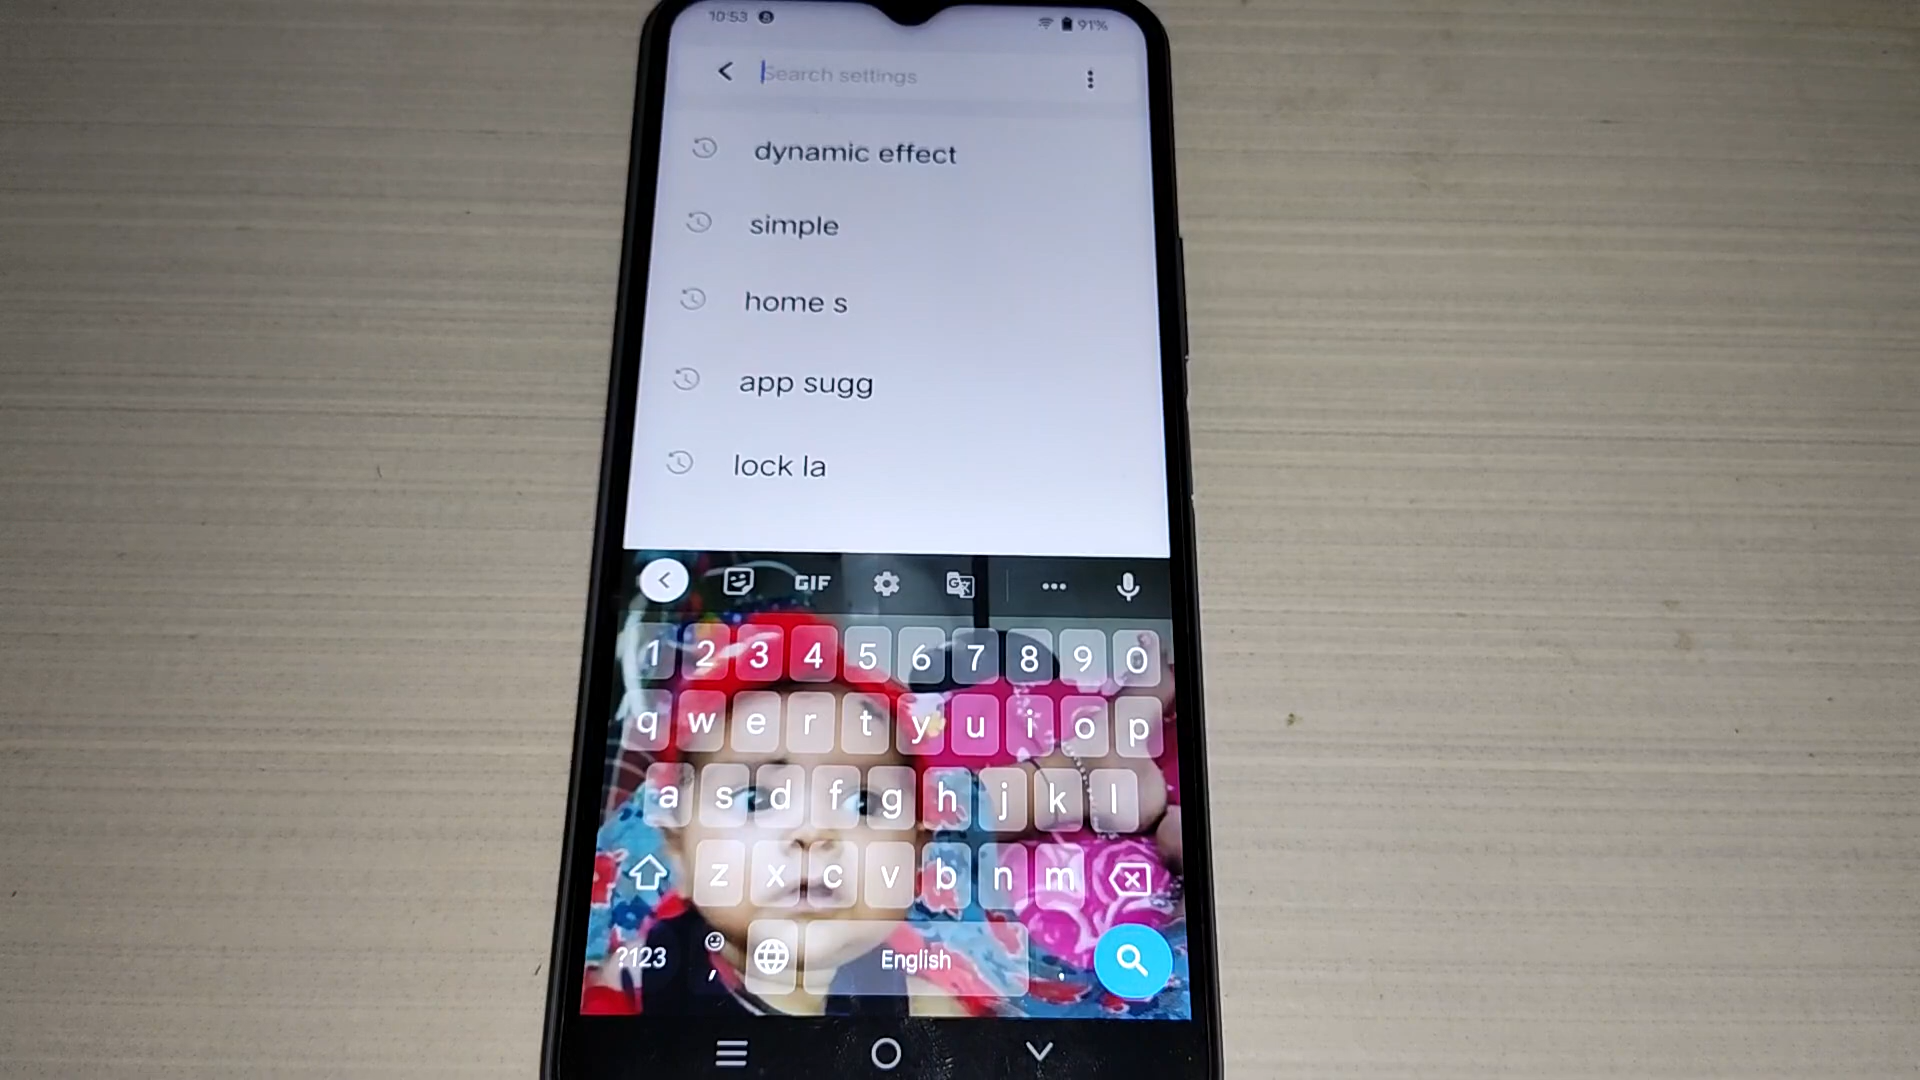 10:53 91%
Search settings
dynamic effect
simple
home s
app sugg
lock la
GIF
1 2 3 4 5 6 7 8 9 0
q w e r t y u i o p
a s d f g h j k l
z x c v b n m
?123 , English .